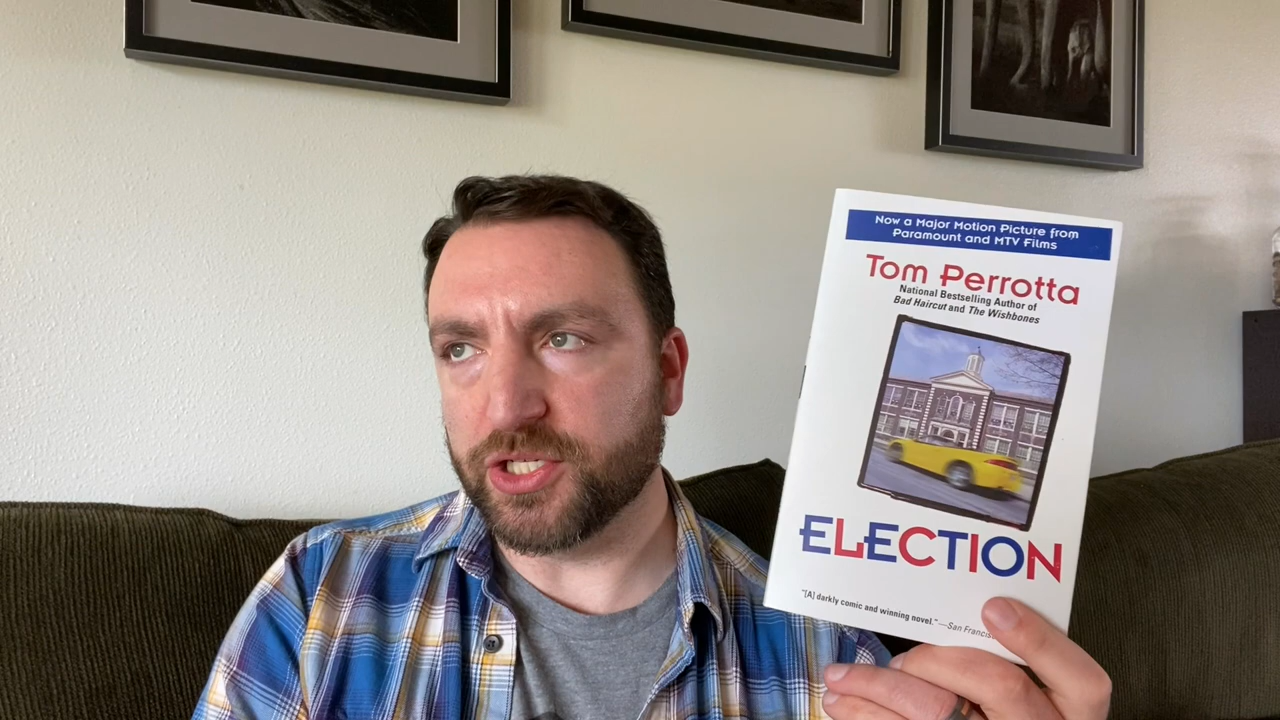 Now a Major Motion Picture from
Paramount and MTV Films
Tom Perrotta
National Bestselling Author of
Bad Haircut and The Wishbones
ELECTION
"[A] darkly comic and winning novel." —San